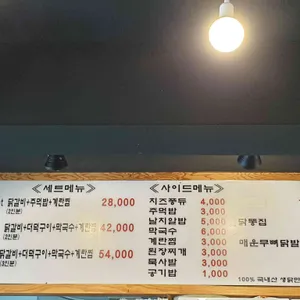 <세트메뉴>
닭갈비+주먹밥+계란찜 28,000
(2인분)
닭갈비+더덕구이+막국수+계란찜 42,000
(2인분)
닭갈비+더덕구이+막국수+계란찜 54,000
(3인분)
<사이드메뉴>
치즈퐁듀 4,000
주먹밥 3,000
날치알밥 5,000
막국수 6,000
계란찜 3,000
된장찌개 3,000
묵사발 5,000
공기밥 1,000
닭똥집
매운무뼈닭발
100% 국내산 생닭만